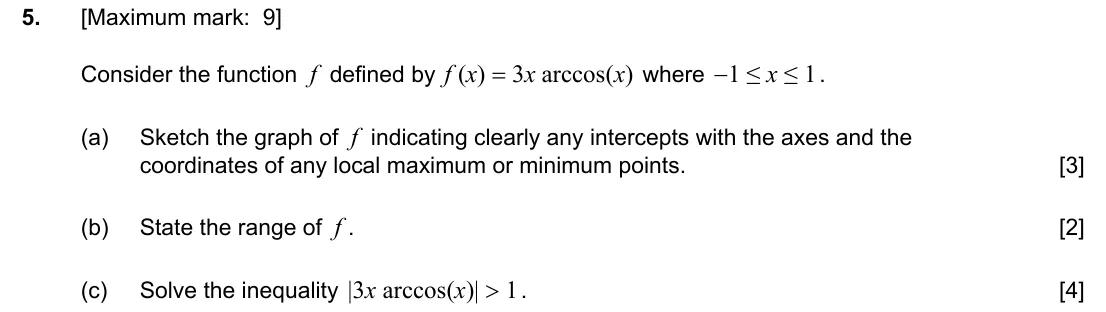 5. [Maximum mark: 9]
Consider the function f defined by f(x) = 3x arccos(x) where −1 ≤ x ≤ 1.
(a) Sketch the graph of f indicating clearly any intercepts with the axes and the
coordinates of any local maximum or minimum points. [3]
(b) State the range of f. [2]
(c) Solve the inequality |3x arccos(x)| > 1. [4]